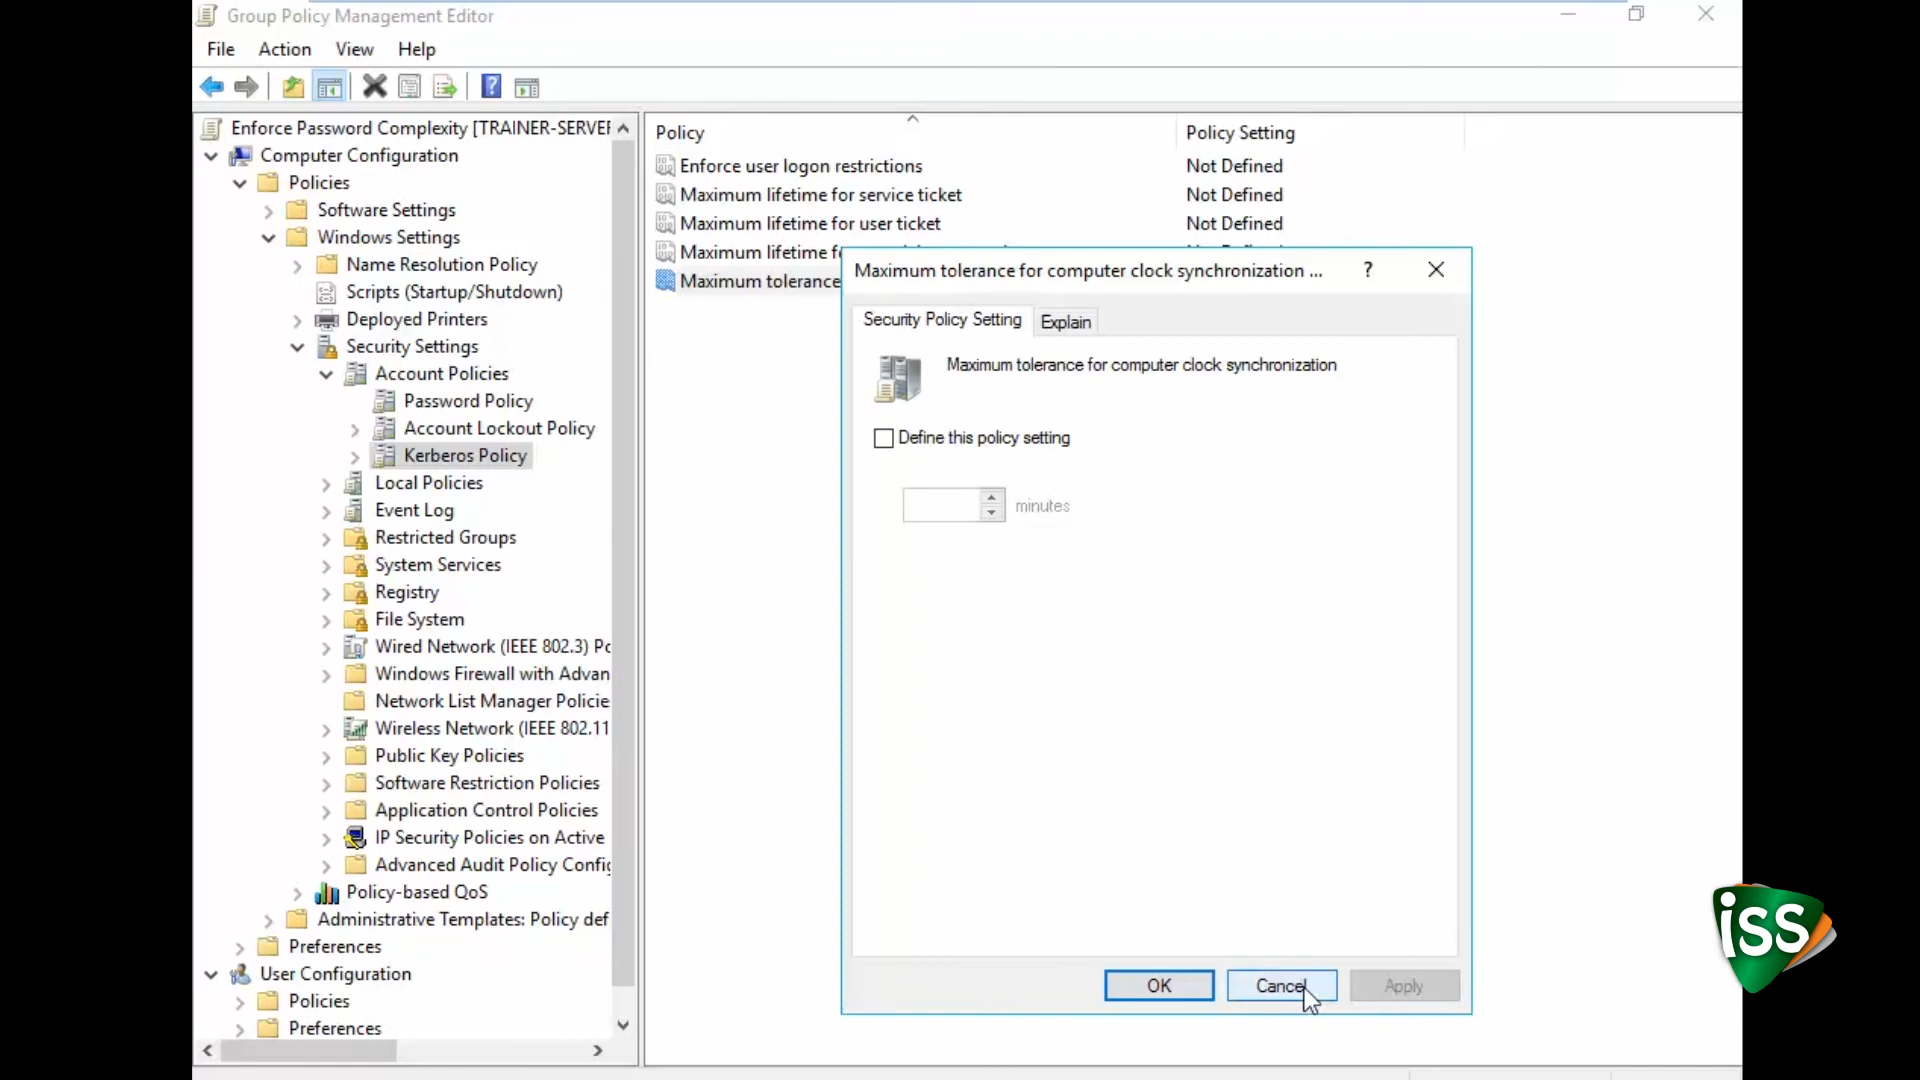 Group Policy Management Editor
File Action View Help
Enforce Password Complexity [TRAINER-SERVER
Computer Configuration
Policies
Software Settings
Windows Settings
Name Resolution Policy
Scripts (Startup/Shutdown)
Deployed Printers
Security Settings
Account Policies
Password Policy
Account Lockout Policy
Kerberos Policy
Local Policies
Event Log
Restricted Groups
System Services
Registry
File System
Wired Network (IEEE 802.3) Po
Windows Firewall with Advan
Network List Manager Policie
Wireless Network (IEEE 802.11
Public Key Policies
Software Restriction Policies
Application Control Policies
IP Security Policies on Active
Advanced Audit Policy Config
Policy-based QoS
Administrative Templates: Policy def
Preferences
User Configuration
Policies
Preferences
Policy Policy Setting
Enforce user logon restrictions Not Defined
Maximum lifetime for service ticket Not Defined
Maximum lifetime for user ticket Not Defined
Maximum lifetime f
Maximum tolerance
Maximum tolerance for computer clock synchronization ...
Security Policy Setting Explain
Maximum tolerance for computer clock synchronization
Define this policy setting
minutes
OK Cancel Apply
iss